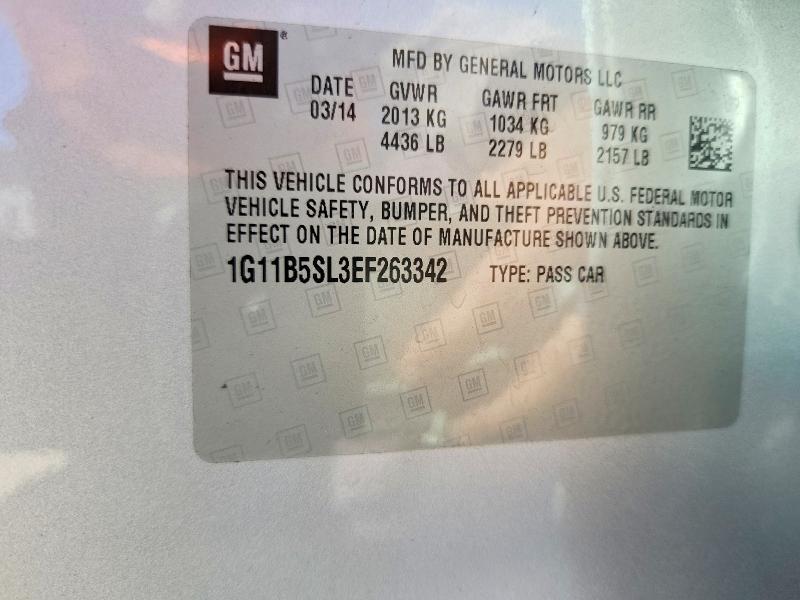 GM®
MFD BY GENERAL MOTORS LLC
DATE GVWR GAWR FRT GAWR RR
03/14 2013 KG 1034 KG 979 KG
4436 LB 2279 LB 2157 LB
THIS VEHICLE CONFORMS TO ALL APPLICABLE U.S. FEDERAL MOTOR
VEHICLE SAFETY, BUMPER, AND THEFT PREVENTION STANDARDS IN
EFFECT ON THE DATE OF MANUFACTURE SHOWN ABOVE.
1G11B5SL3EF263342 TYPE: PASS CAR